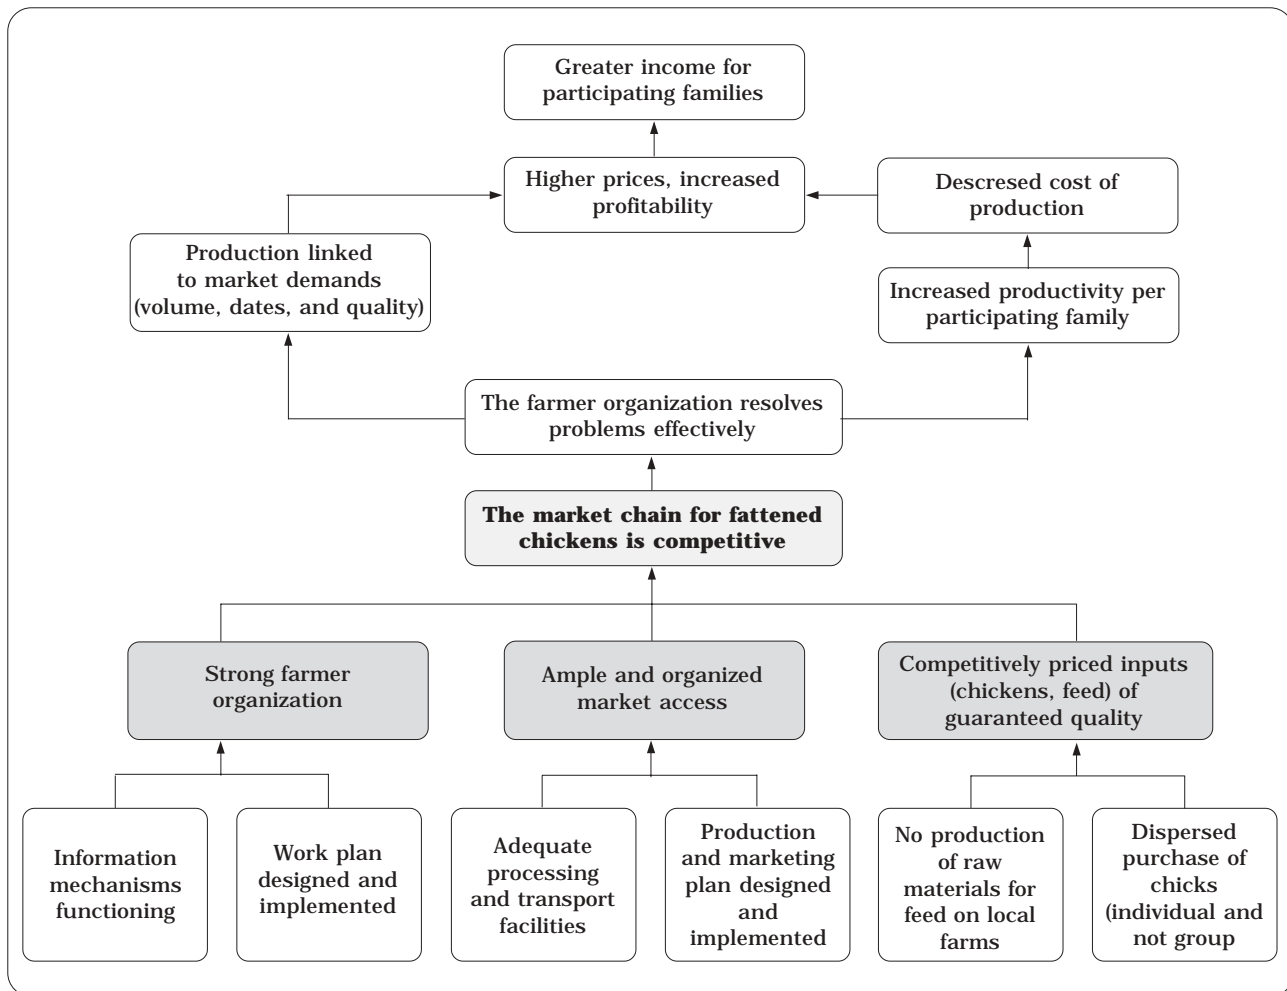 Greater income for
participating families
Higher prices, increased
profitability
Descresed cost of
production
Production linked
to market demands
(volume, dates, and quality)
Increased productivity per
participating family
The farmer organization resolves
problems effectively
The market chain for fattened
chickens is competitive
Strong farmer
organization
Ample and organized
market access
Competitively priced inputs
(chickens, feed) of
guaranteed quality
Information
mechanisms
functioning
Work plan
designed and
implemented
Adequate
processing
and transport
facilities
Production
and marketing
plan designed
and
implemented
No production
of raw
materials for
feed on local
farms
Dispersed
purchase of
chicks
(individual and
not group